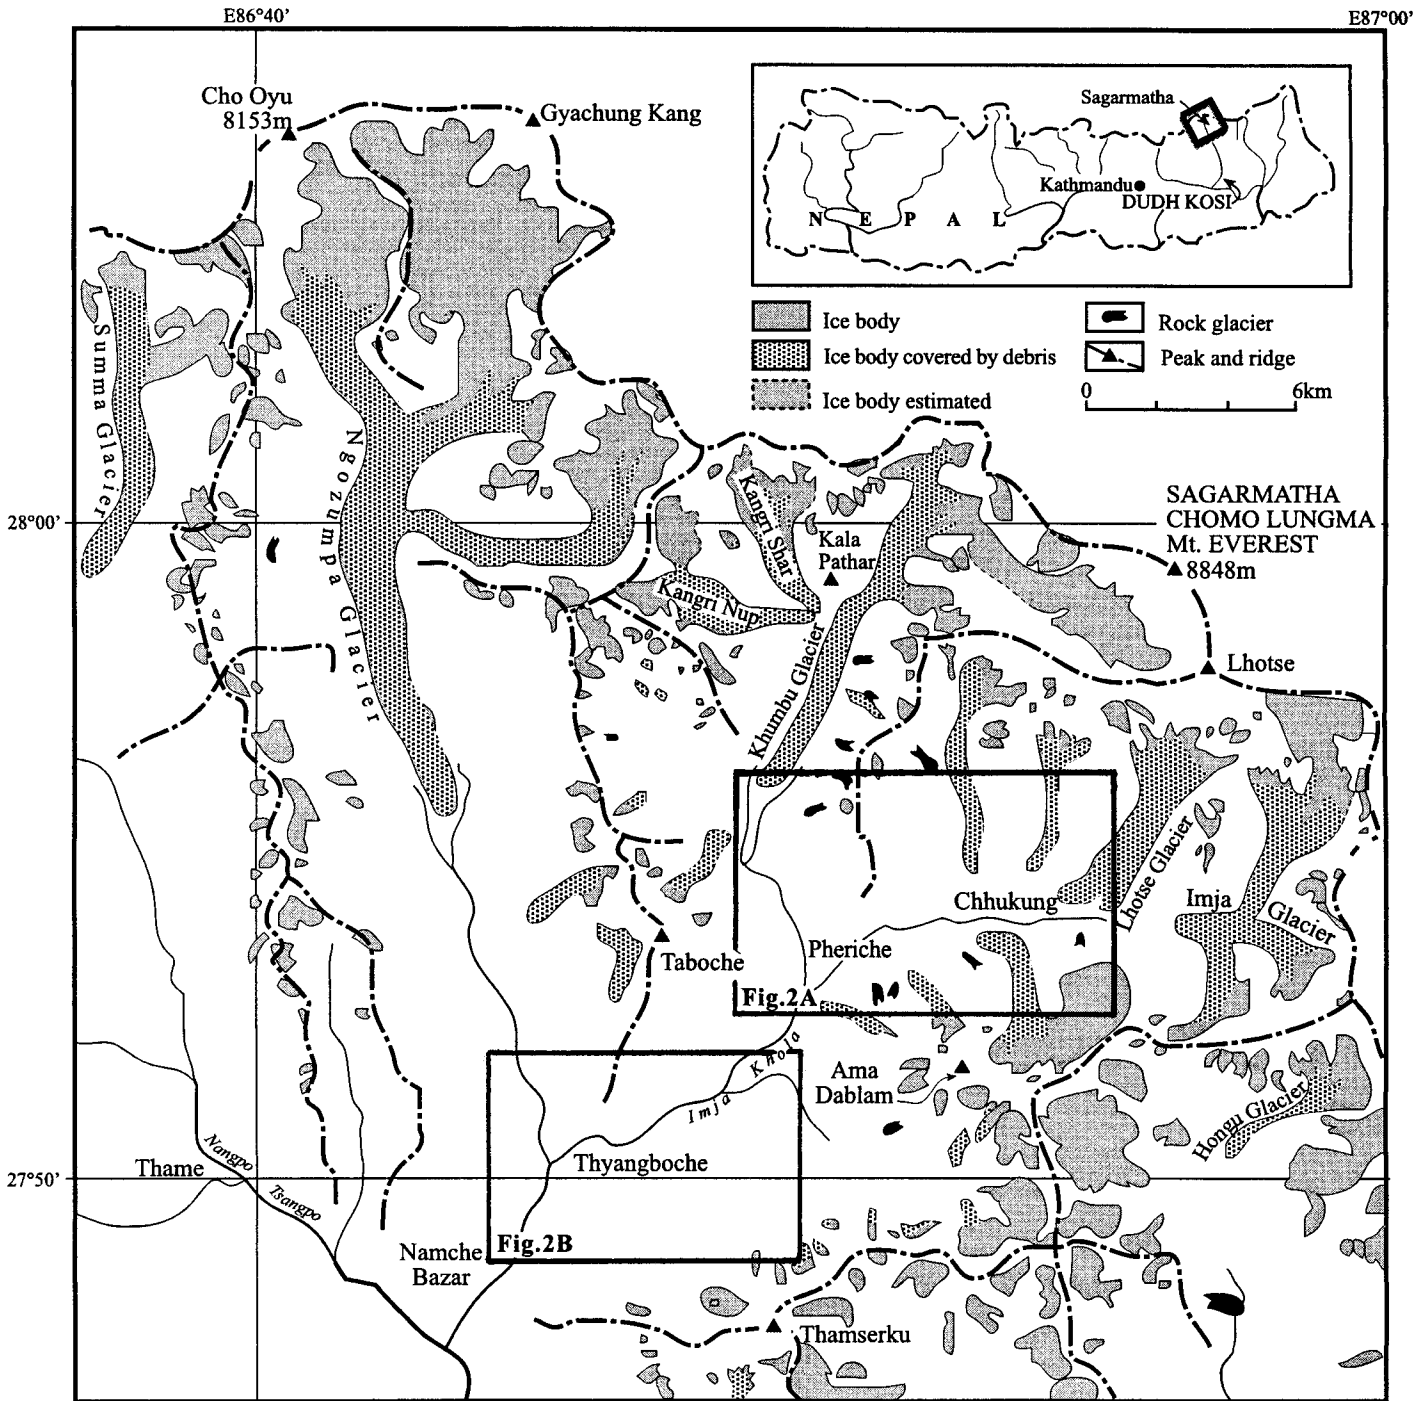 E86°40'
E87°00'
Cho Oyu
8153m
Gyachung Kang
Sagarmatha
Kathmandu
DUDH KOSI
N E P A L
Ice body
Ice body covered by debris
Ice body estimated
Rock glacier
Peak and ridge
0
6km
Summa Glacier
Ngozumpa Glacier
Kangri Shar
Kala
Pathar
Kangri Nup
Khumbu Glacier
28°00'
SAGARMATHA
CHOMO LUNGMA
Mt. EVEREST
8848m
Lhotse
Lhotse Glacier
Imja
Glacier
Chhukung
Pheriche
Taboche
Fig.2A
Imja Khola
Ama
Dablam
Hongu Glacier
27°50'
Thame
Nangpo
Tsangpo
Thyangboche
Namche
Bazar
Fig.2B
Thamserku